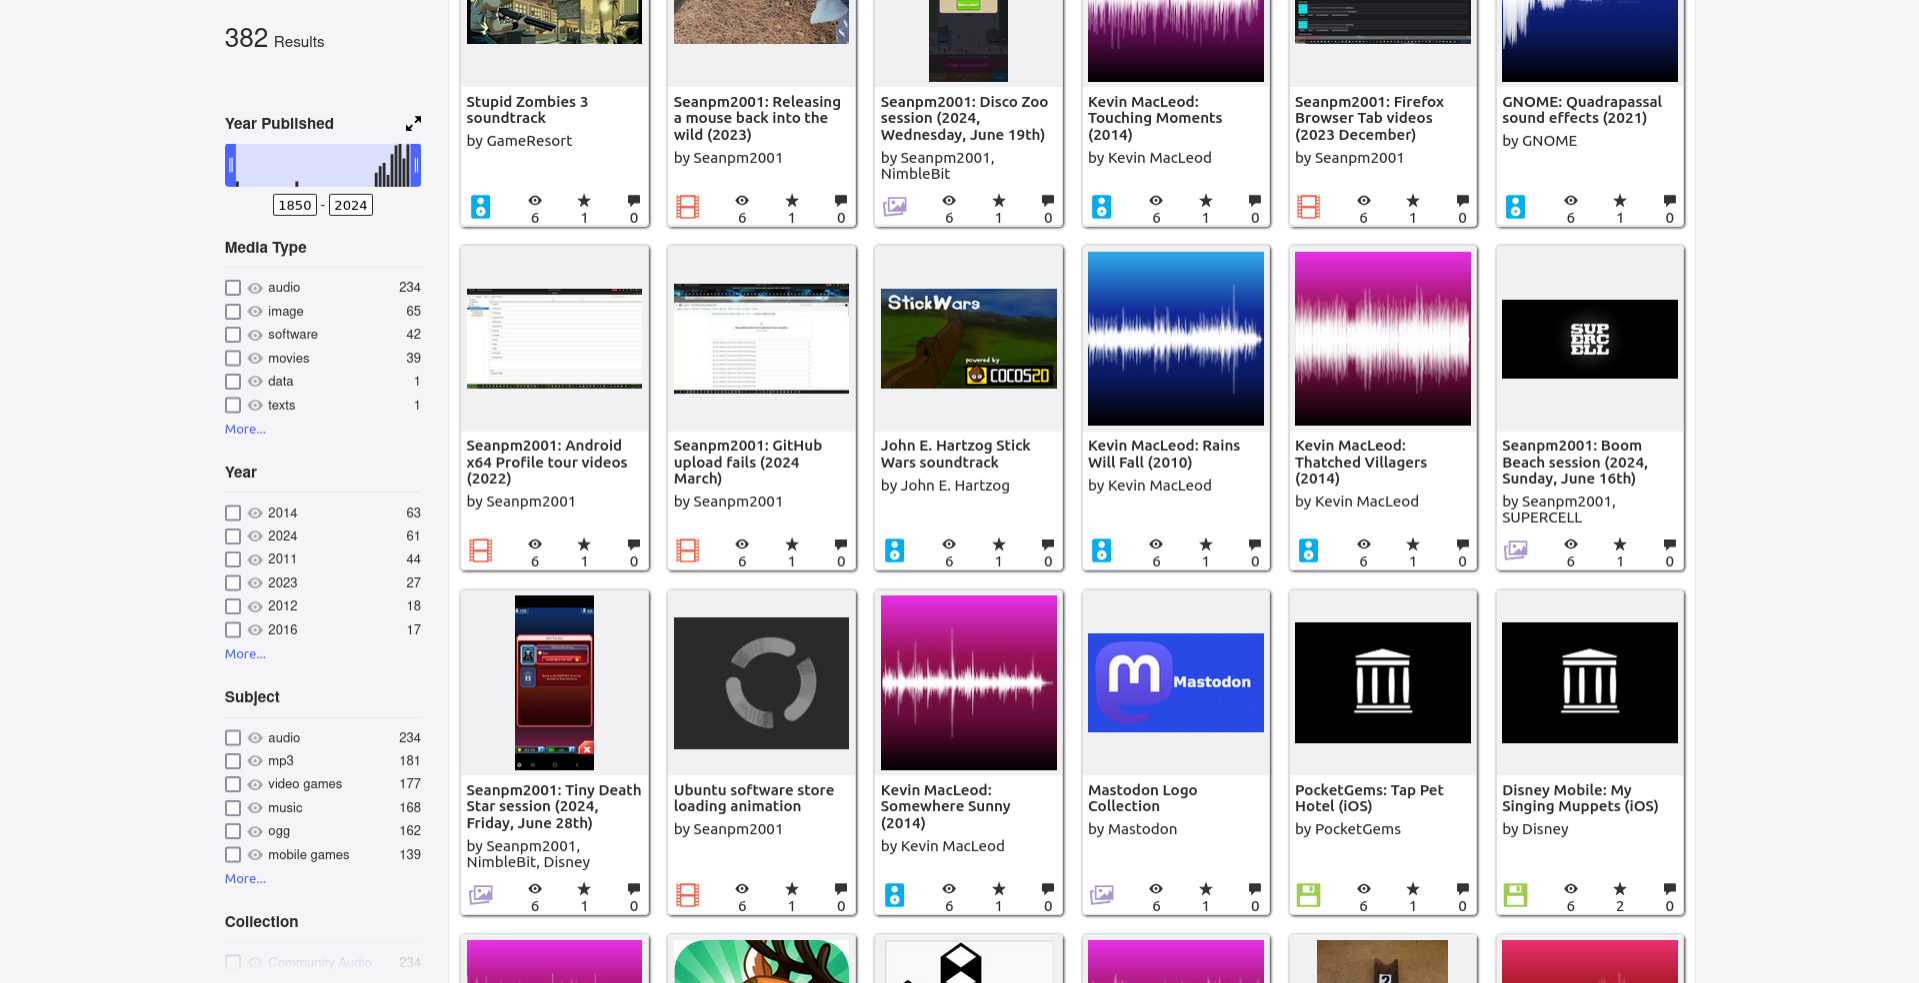 382 Results
Year Published
1850 - 2024
Media Type
audio 234
image 65
software 42
movies 39
data 1
texts 1
More...
Year
2014 63
2024 61
2011 44
2023 27
2012 18
2016 17
More...
Subject
audio 234
mp3 181
video games 177
music 168
ogg 162
mobile games 139
More...
Collection
Community Audio 234
Stupid Zombies 3
soundtrack
by GameResort
6 1 0
Seanpm2001: Releasing
a mouse back into the
wild (2023)
by Seanpm2001
6 1 0
Seanpm2001: Disco Zoo
session (2024,
Wednesday, June 19th)
by Seanpm2001,
NimbleBit
6 1 0
Kevin MacLeod:
Touching Moments
(2014)
by Kevin MacLeod
6 1 0
Seanpm2001: Firefox
Browser Tab videos
(2023 December)
by Seanpm2001
6 1 0
GNOME: Quadrapassal
sound effects (2021)
by GNOME
6 1 0
Seanpm2001: Android
x64 Profile tour videos
(2022)
by Seanpm2001
6 1 0
Seanpm2001: GitHub
upload fails (2024
March)
by Seanpm2001
6 1 0
StickWars
powered by
COCOS2D
John E. Hartzog Stick
Wars soundtrack
by John E. Hartzog
6 1 0
Kevin MacLeod: Rains
Will Fall (2010)
by Kevin MacLeod
6 1 0
Kevin MacLeod:
Thatched Villagers
(2014)
by Kevin MacLeod
6 1 0
SUP
ERC
ELL
Seanpm2001: Boom
Beach session (2024,
Sunday, June 16th)
by Seanpm2001,
SUPERCELL
6 1 0
Seanpm2001: Tiny Death
Star session (2024,
Friday, June 28th)
by Seanpm2001,
NimbleBit, Disney
6 1 0
Ubuntu software store
loading animation
by Seanpm2001
6 1 0
Kevin MacLeod:
Somewhere Sunny
(2014)
by Kevin MacLeod
6 1 0
Mastodon
Mastodon Logo
Collection
by Mastodon
6 1 0
PocketGems: Tap Pet
Hotel (iOS)
by PocketGems
6 1 0
Disney Mobile: My
Singing Muppets (iOS)
by Disney
6 2 0